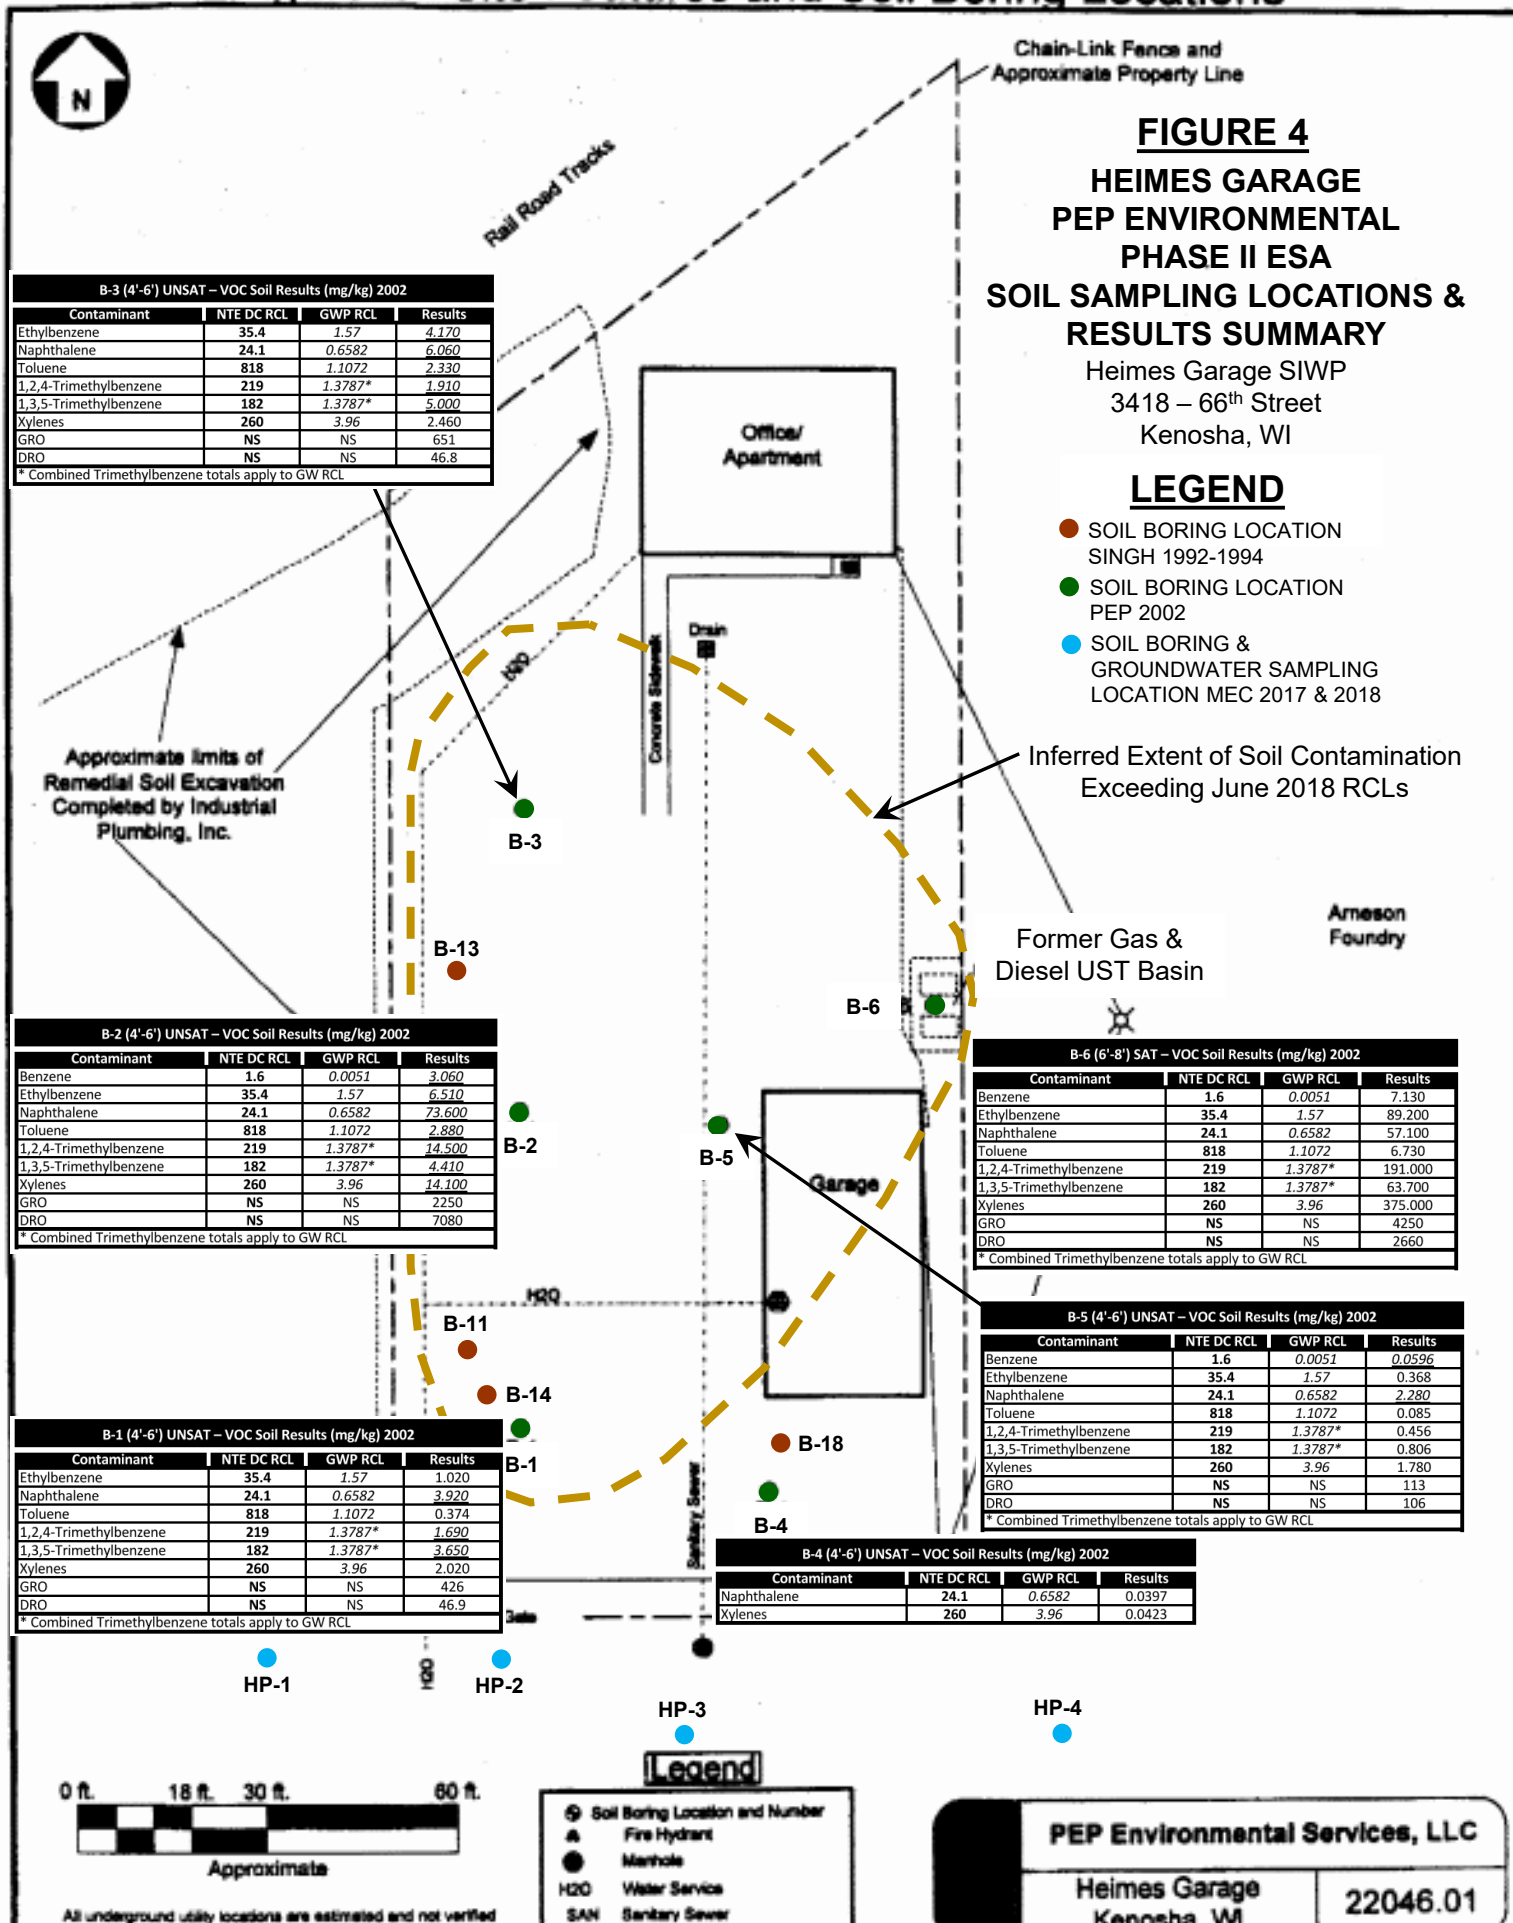 and Soil Boring Locations
N
Chain-Link Fence and
Approximate Property Line
FIGURE 4
HEIMES GARAGE
PEP ENVIRONMENTAL
PHASE II ESA
SOIL SAMPLING LOCATIONS &
RESULTS SUMMARY
Heimes Garage SIWP
3418 – 66th Street
Kenosha, WI
LEGEND
SOIL BORING LOCATION
SINGH 1992-1994
SOIL BORING LOCATION
PEP 2002
SOIL BORING &
GROUNDWATER SAMPLING
LOCATION MEC 2017 & 2018
Rail Road Tracks
B-3 (4'-6') UNSAT – VOC Soil Results (mg/kg) 2002
Contaminant NTE DC RCL GWP RCL Results
Ethylbenzene 35.4 1.57 4.170
Naphthalene 24.1 0.6582 6.060
Toluene 818 1.1072 2.330
1,2,4-Trimethylbenzene 219 1.3787* 1.910
1,3,5-Trimethylbenzene 182 1.3787* 5.000
Xylenes 260 3.96 2.460
GRO NS NS 651
DRO NS NS 46.8
* Combined Trimethylbenzene totals apply to GW RCL
Office/
Apartment
Drain
H2O
Concrete Sidewalk
Inferred Extent of Soil Contamination
Exceeding June 2018 RCLs
Approximate limits of
Remedial Soil Excavation
Completed by Industrial
Plumbing, Inc.
B-3
B-13
Former Gas &
Diesel UST Basin
Arneson
Foundry
B-6
B-2 (4'-6') UNSAT – VOC Soil Results (mg/kg) 2002
Contaminant NTE DC RCL GWP RCL Results
Benzene 1.6 0.0051 3.060
Ethylbenzene 35.4 1.57 6.510
Naphthalene 24.1 0.6582 73.600
Toluene 818 1.1072 2.880
1,2,4-Trimethylbenzene 219 1.3787* 14.500
1,3,5-Trimethylbenzene 182 1.3787* 4.410
Xylenes 260 3.96 14.100
GRO NS NS 2250
DRO NS NS 7080
* Combined Trimethylbenzene totals apply to GW RCL
B-2
B-5
Garage
B-6 (6'-8') SAT – VOC Soil Results (mg/kg) 2002
Contaminant NTE DC RCL GWP RCL Results
Benzene 1.6 0.0051 7.130
Ethylbenzene 35.4 1.57 89.200
Naphthalene 24.1 0.6582 57.100
Toluene 818 1.1072 6.730
1,2,4-Trimethylbenzene 219 1.3787* 191.000
1,3,5-Trimethylbenzene 182 1.3787* 63.700
Xylenes 260 3.96 375.000
GRO NS NS 4250
DRO NS NS 2660
* Combined Trimethylbenzene totals apply to GW RCL
H2O
B-11
B-14
B-1
B-18
B-4
Sanitary Sewer
B-5 (4'-6') UNSAT – VOC Soil Results (mg/kg) 2002
Contaminant NTE DC RCL GWP RCL Results
Benzene 1.6 0.0051 0.0596
Ethylbenzene 35.4 1.57 0.368
Naphthalene 24.1 0.6582 2.280
Toluene 818 1.1072 0.085
1,2,4-Trimethylbenzene 219 1.3787* 0.456
1,3,5-Trimethylbenzene 182 1.3787* 0.806
Xylenes 260 3.96 1.780
GRO NS NS 113
DRO NS NS 106
* Combined Trimethylbenzene totals apply to GW RCL
B-1 (4'-6') UNSAT – VOC Soil Results (mg/kg) 2002
Contaminant NTE DC RCL GWP RCL Results
Ethylbenzene 35.4 1.57 1.020
Naphthalene 24.1 0.6582 3.920
Toluene 818 1.1072 0.374
1,2,4-Trimethylbenzene 219 1.3787* 1.690
1,3,5-Trimethylbenzene 182 1.3787* 3.650
Xylenes 260 3.96 2.020
GRO NS NS 426
DRO NS NS 46.9
* Combined Trimethylbenzene totals apply to GW RCL
B-4 (4'-6') UNSAT – VOC Soil Results (mg/kg) 2002
Contaminant NTE DC RCL GWP RCL Results
Naphthalene 24.1 0.6582 0.0397
Xylenes 260 3.96 0.0423
Gate
H2O
HP-1
HP-2
HP-3
HP-4
0 ft. 18 ft. 30 ft. 60 ft.
Approximate
All underground utility locations are estimated and not verified
Legend
Soil Boring Location and Number
Fire Hydrant
Manhole
H2O Water Service
SAN Sanitary Sewer
PEP Environmental Services, LLC
Heimes Garage
Kenosha, WI
22046.01